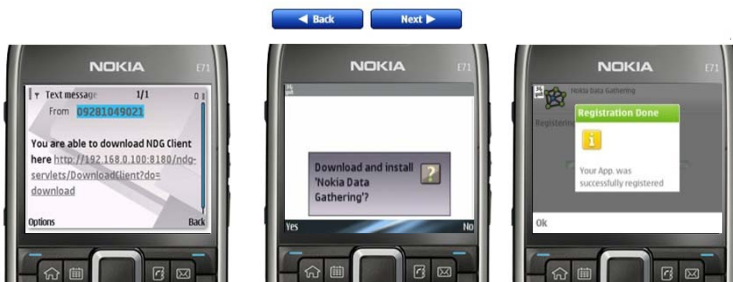 Back
Next
NOKIA
E71
Text message 1/1
From 09281049021
You are able to download NDG Client
here http://192.168.0.100:8180/ndg-
servlets/DownloadClient?do=
download
Options
Back
NOKIA
E71
Download and install
'Nokia Data
Gathering'?
Yes
No
NOKIA
E71
Nokia Data Gathering
Registration Done
Registering
Your App. was
successfully registered
Ok